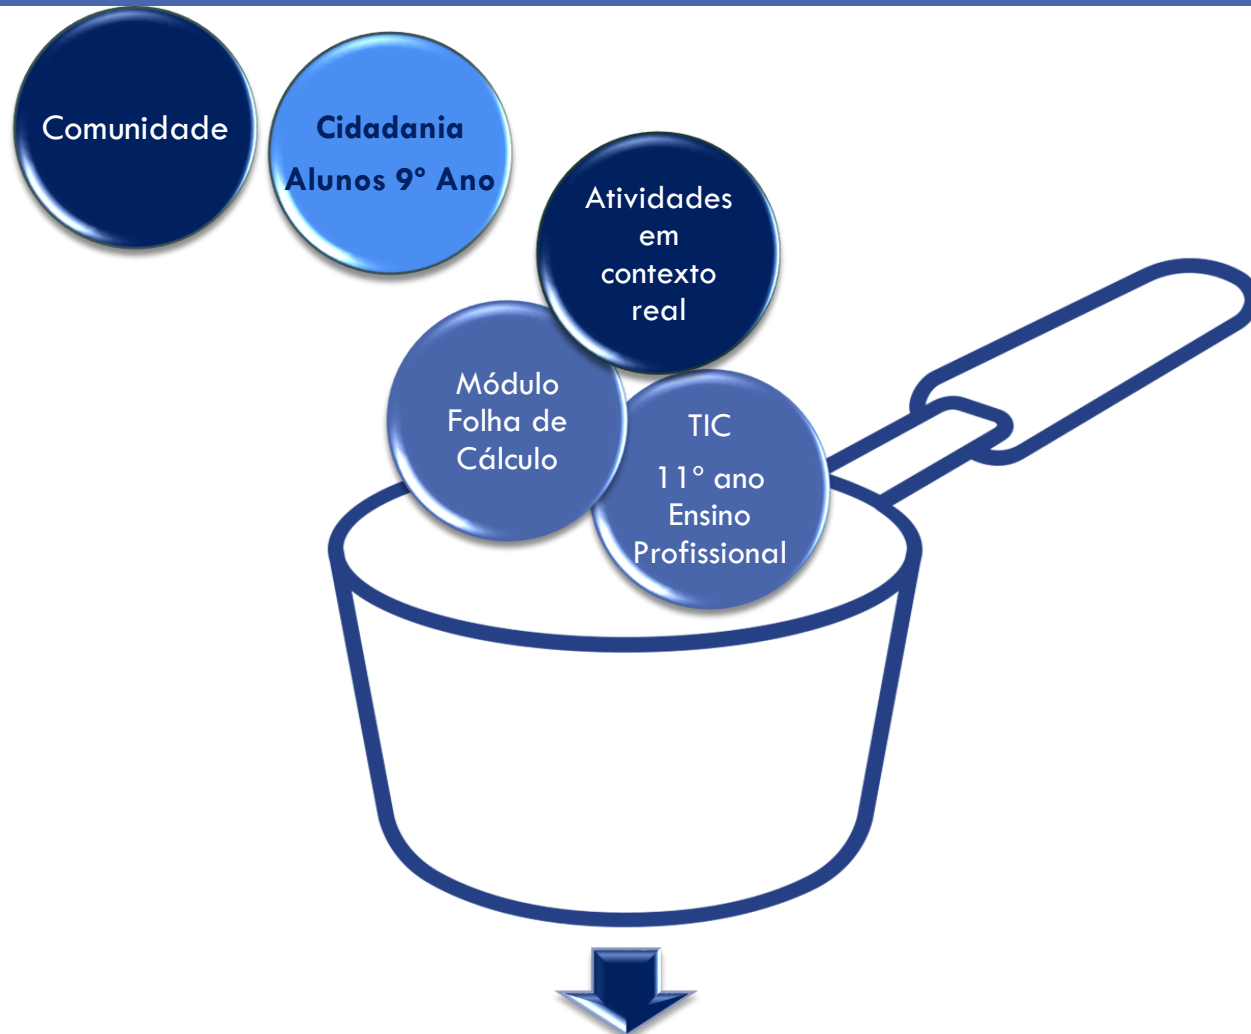 Comunidade
Cidadania
Alunos 9º Ano
Atividades
em
contexto
real
Módulo
Folha de
Cálculo
TIC
11º ano
Ensino
Profissional